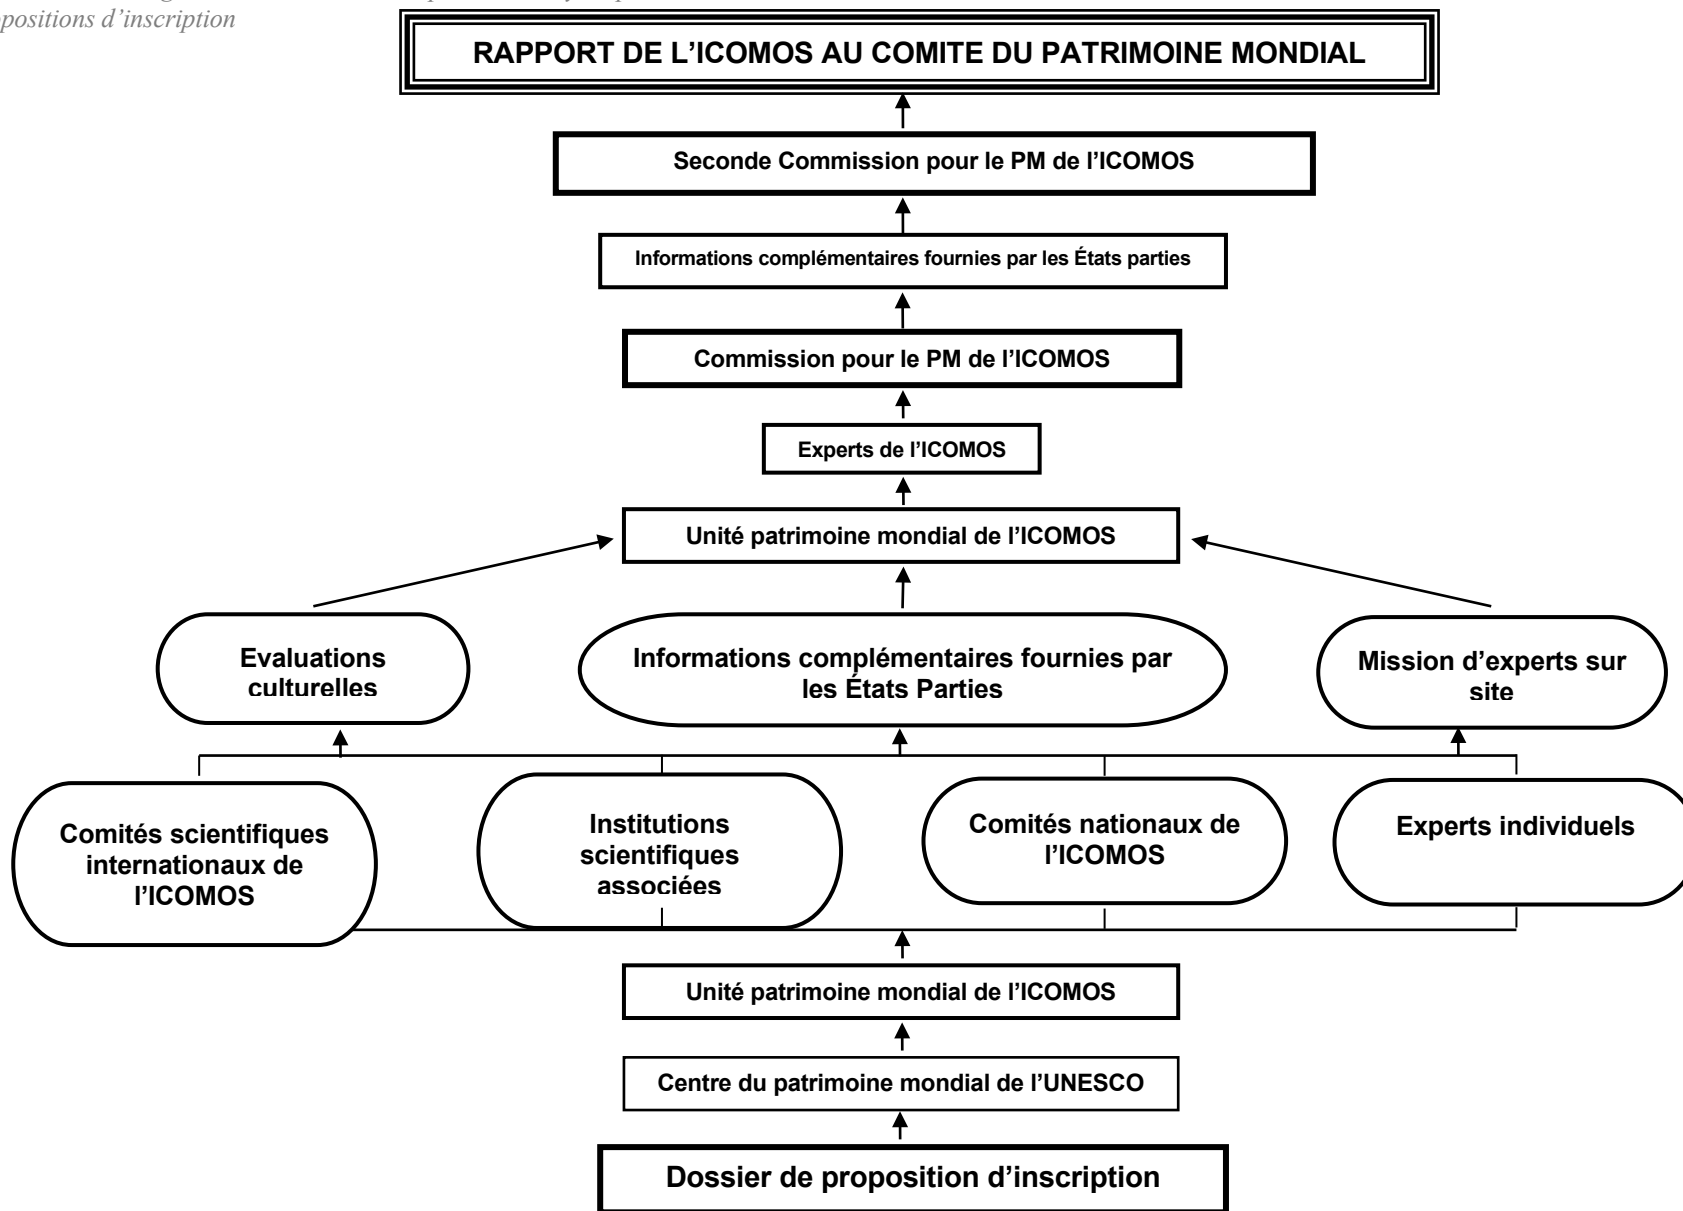 positions d’inscription
RAPPORT DE L’ICOMOS AU COMITE DU PATRIMOINE MONDIAL
Seconde Commission pour le PM de l’ICOMOS
Informations complémentaires fournies par les États parties
Commission pour le PM de l’ICOMOS
Experts de l’ICOMOS
Unité patrimoine mondial de l’ICOMOS
Evaluations
culturelles
Informations complémentaires fournies par
les États Parties
Mission d’experts sur
site
Comités scientifiques
internationaux de
l’ICOMOS
Institutions
scientifiques
associées
Comités nationaux de
l’ICOMOS
Experts individuels
Unité patrimoine mondial de l’ICOMOS
Centre du patrimoine mondial de l’UNESCO
Dossier de proposition d’inscription